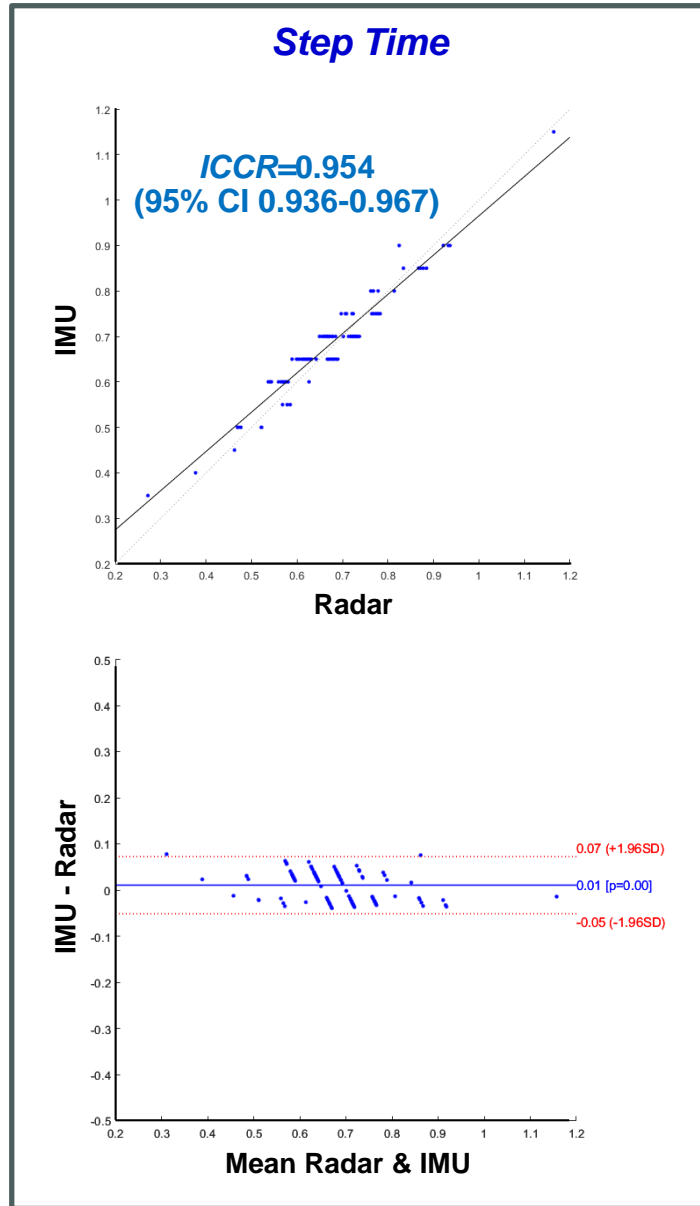 Step Time
1.2
1.1
1
0.9
0.8
0.7
0.6
0.5
0.4
0.3
0.2
IMU
ICCR=0.954
(95% CI 0.936-0.967)
0.2 0.3 0.4 0.5 0.6 0.7 0.8 0.9 1 1.1 1.2
Radar
0.5
0.4
0.3
0.2
0.1
0
-0.1
-0.2
-0.3
-0.4
-0.5
IMU - Radar
0.07 (+1.96SD)
0.01 [p=0.00]
-0.05 (-1.96SD)
0.2 0.3 0.4 0.5 0.6 0.7 0.8 0.9 1 1.1 1.2
Mean Radar & IMU